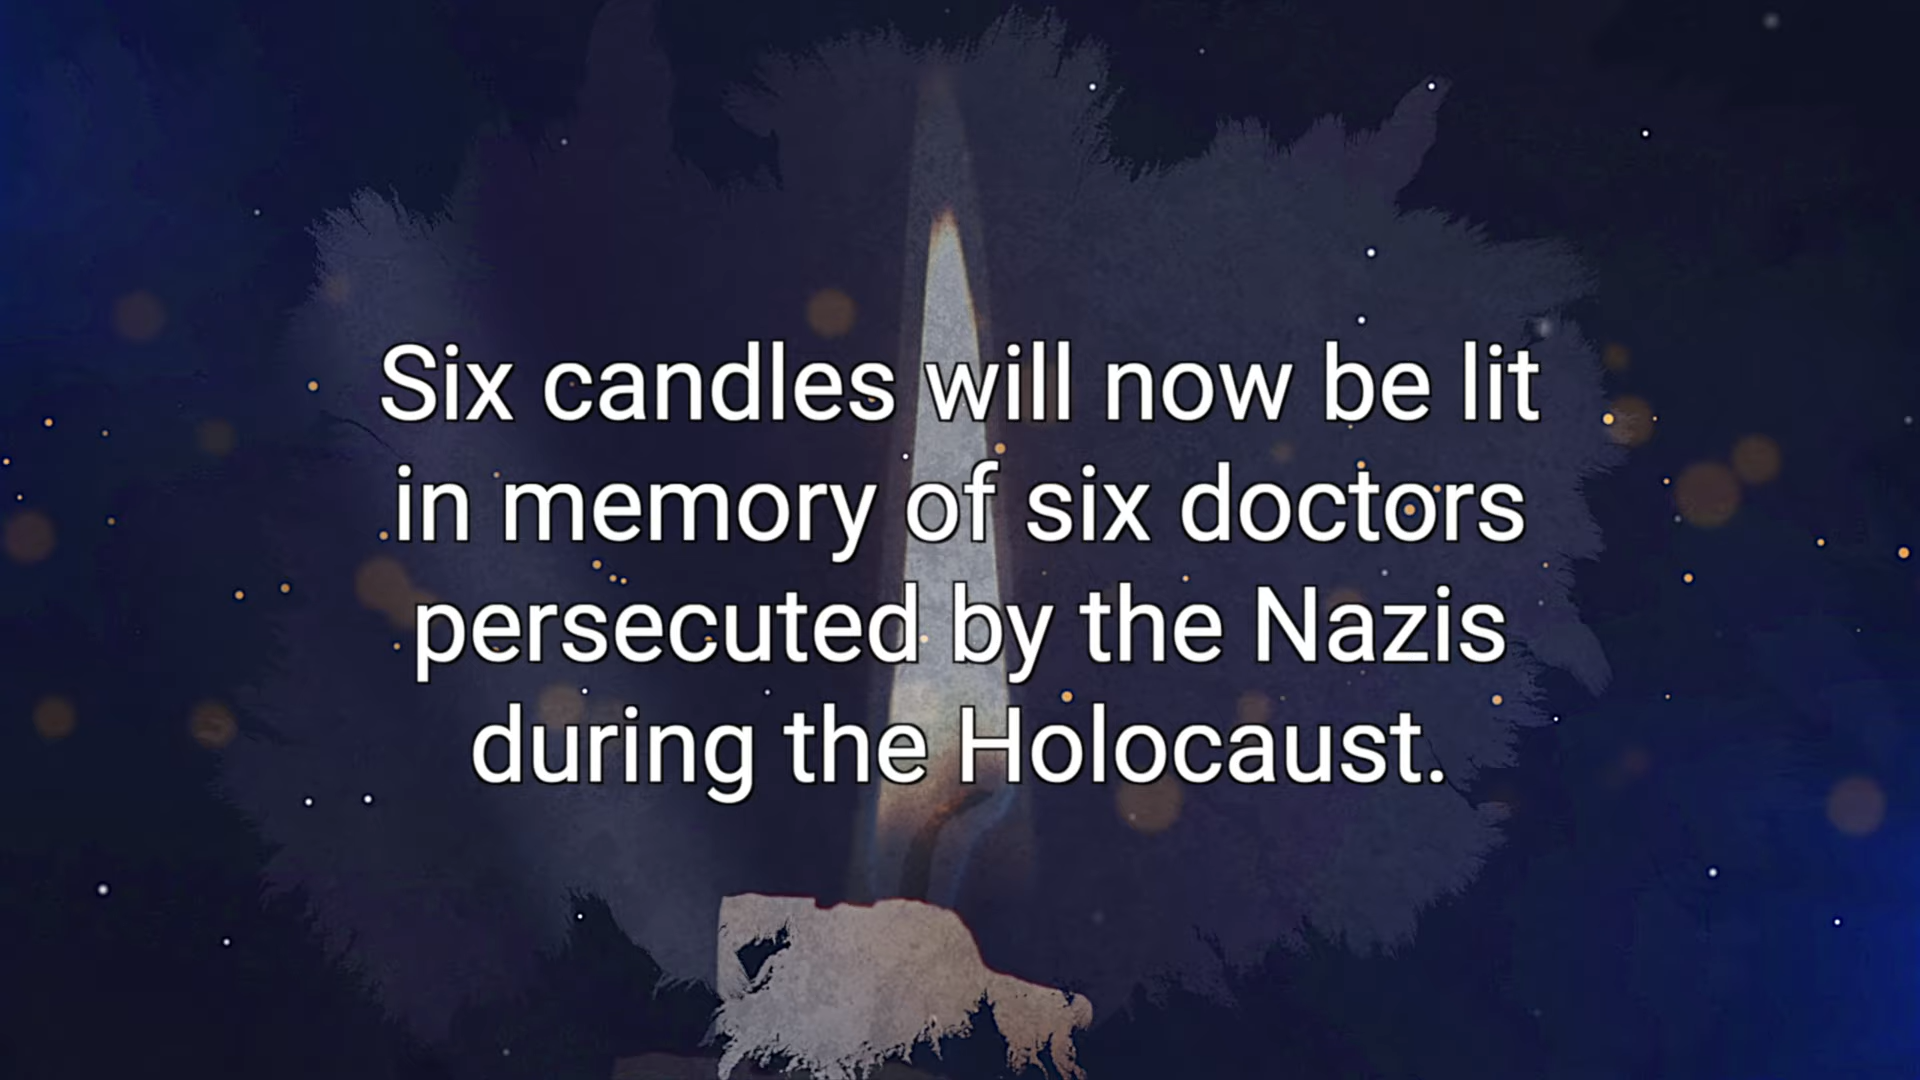 Six candles will now be lit
in memory of six doctors
persecuted by the Nazis
during the Holocaust.